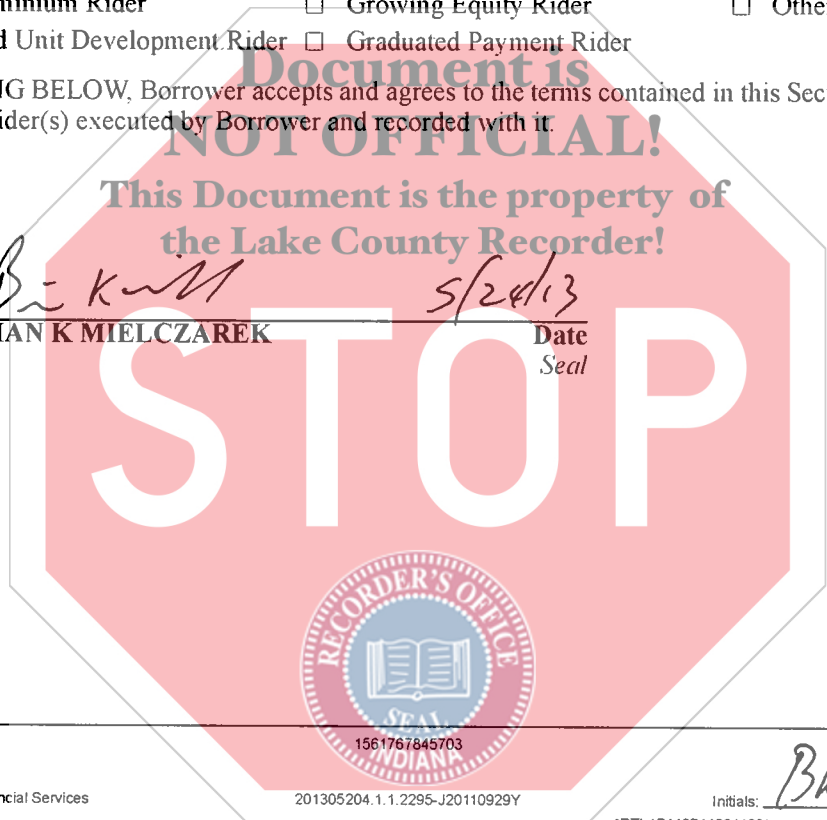 minium Rider ☐ Growing Equity Rider ☐ Othe
d Unit Development Rider ☐ Graduated Payment Rider
Document is
G BELOW, Borrower accepts and agrees to the terms contained in this Sec
ider(s) executed by Borrower and recorded with it.
NOT OFFICIAL!
This Document is the property of
the Lake County Recorder!
5/24/13
IAN K MIELCZAREK Date
Seal
STOP
RECORDER'S OFFICE
SEAL
INDIANA
1561767845703
ncial Services 201305204.1.1.2295-J20110929Y Initials: